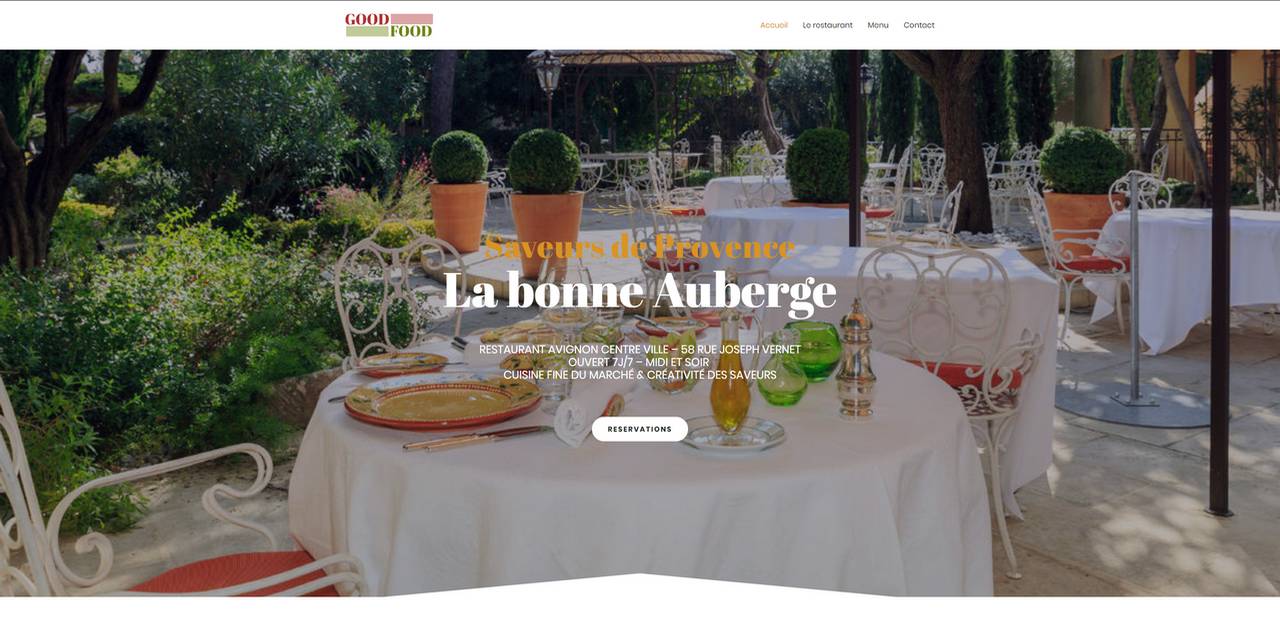 GOOD
FOOD
Accueil Le restaurant Menu Contact
Saveurs de Provence
La bonne Auberge
RESTAURANT AVIGNON CENTRE VILLE – 58 RUE JOSEPH VERNET
OUVERT 7J/7 – MIDI ET SOIR
CUISINE FINE DU MARCHÉ & CRÉATIVITÉ DES SAVEURS
RESERVATIONS